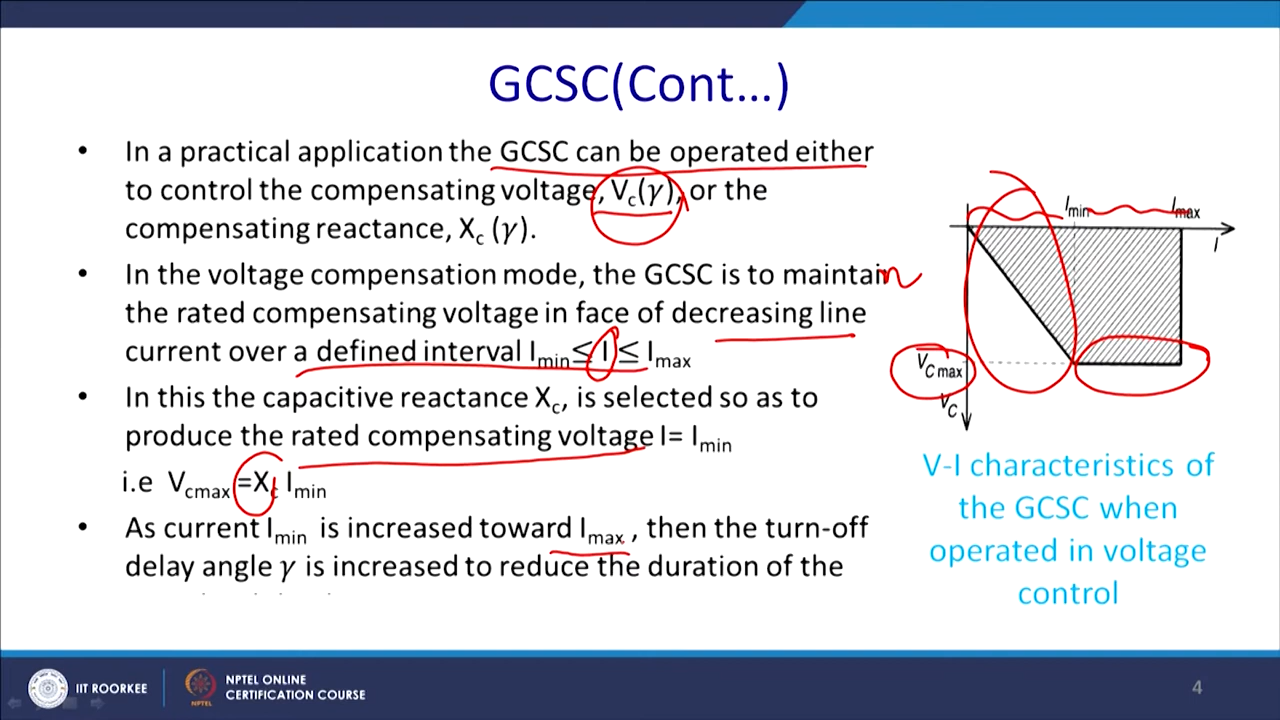 GCSC(Cont...)
• In a practical application the GCSC can be operated either
to control the compensating voltage, Vc(γ), or the
compensating reactance, Xc (γ).
• In the voltage compensation mode, the GCSC is to maintain
the rated compensating voltage in face of decreasing line
current over a defined interval Imin≤ I ≤ Imax
• In this the capacitive reactance Xc, is selected so as to
produce the rated compensating voltage I= Imin
i.e Vcmax =Xc Imin
• As current Imin is increased toward Imax , then the turn-off
delay angle γ is increased to reduce the duration of the
Imin
Imax
I
VCmax
VC
V-I characteristics of
the GCSC when
operated in voltage
control
IIT ROORKEE
NPTEL
NPTEL ONLINE
CERTIFICATION COURSE
4